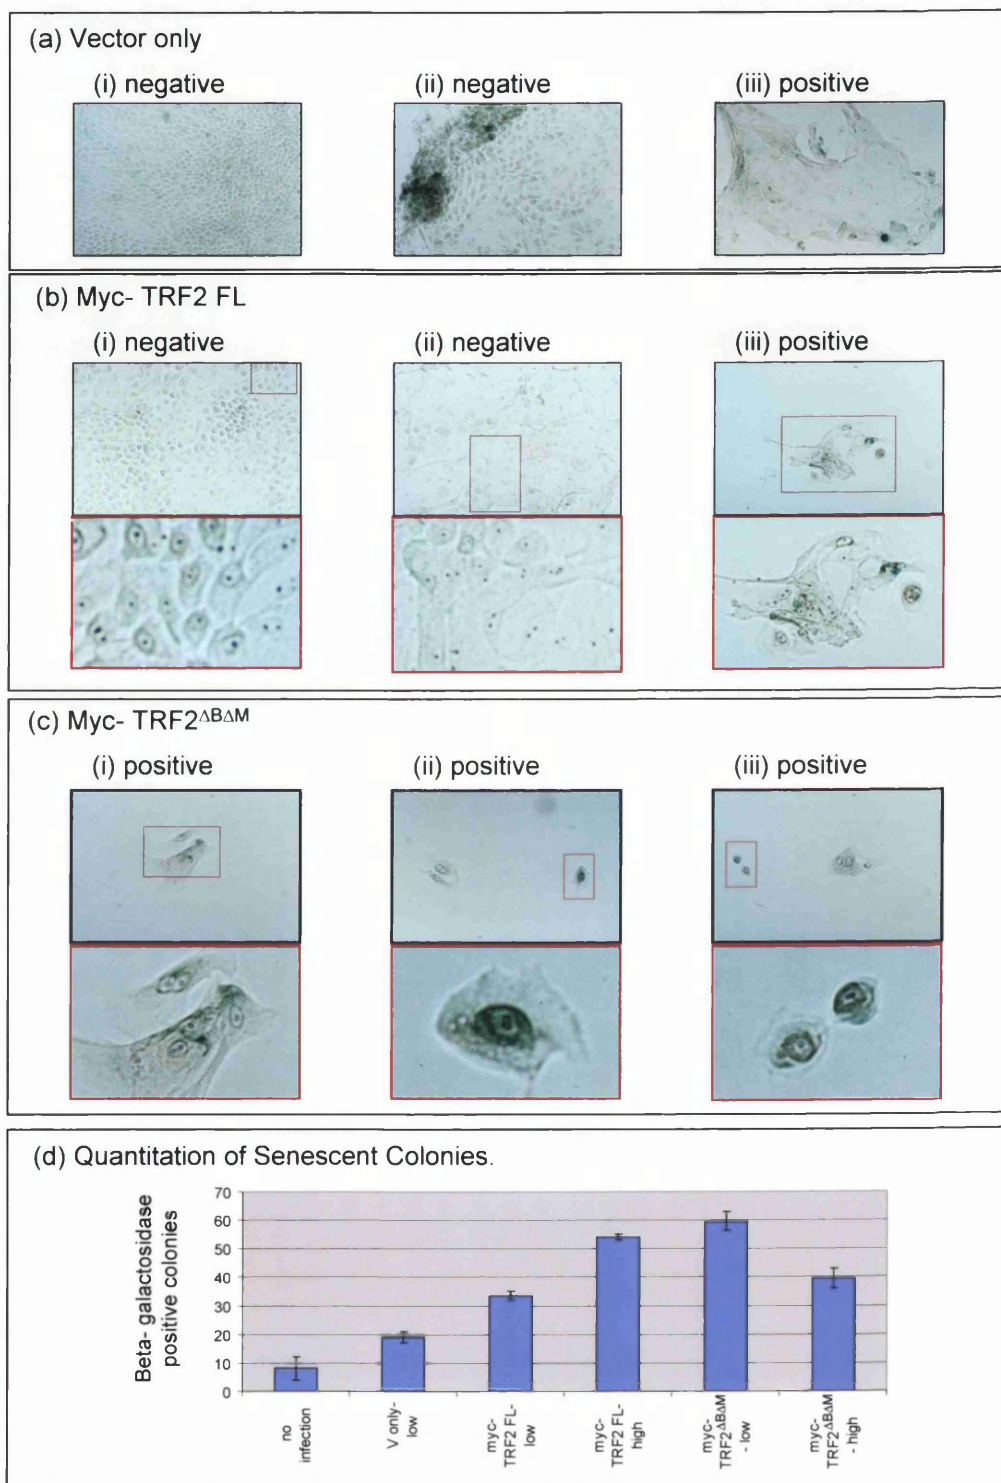 (a) Vector only
(i) negative (ii) negative (iii) positive
(b) Myc- TRF2 FL
(i) negative (ii) negative (iii) positive
(c) Myc- TRF2ΔBΔM
(i) positive (ii) positive (iii) positive
(d) Quantitation of Senescent Colonies.
Beta- galactosidase
positive colonies
70
60
50
40
30
20
10
0
no
infection
V only-
low
myc-
TRF2 FL-
low
myc-
TRF2 FL-
high
myc-
TRF2ΔBΔM
- low
myc-
TRF2ΔBΔM
- high